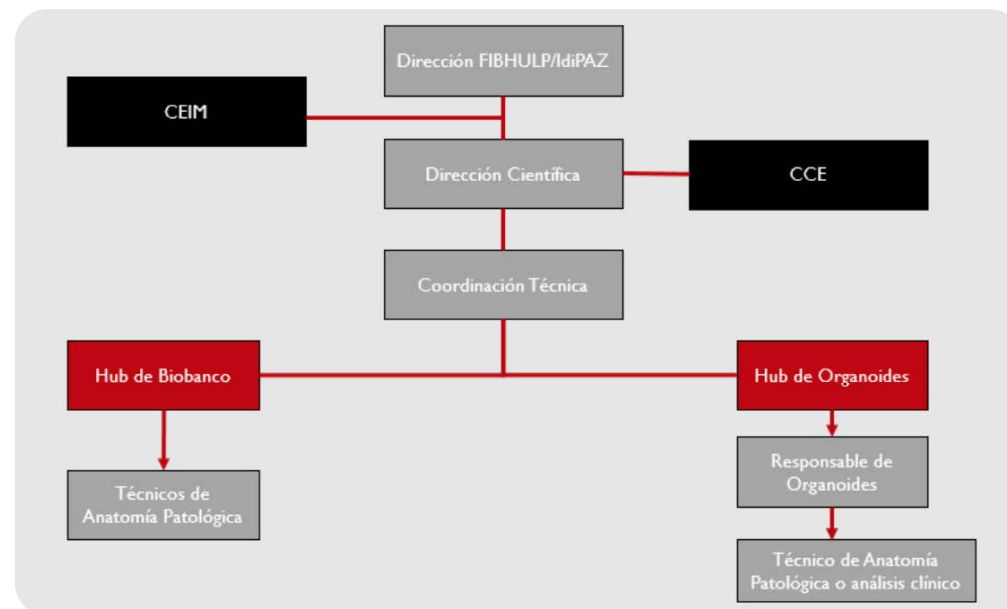 Dirección FIBHULP/IdiPAZ
CEIM
Dirección Científica
CCE
Coordinación Técnica
Hub de Biobanco
Hub de Organoides
Técnicos de
Anatomía Patológica
Responsable de
Organoides
Técnico de Anatomía
Patológica o análisis clínico